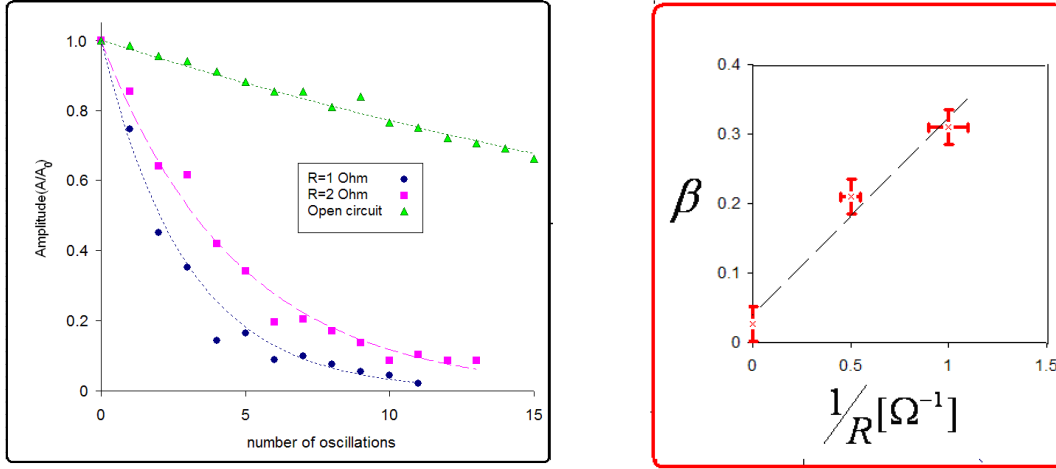 1.0
0.8
0.6
0.4
0.2
0
0
5
10
15
Amplitude(A/A0)
number of oscillations
R=1 Ohm
R=2 Ohm
Open circuit
0.4
0.3
0.2
0.1
0
0
0.5
1
1.5
β
1/R[Ω⁻¹]